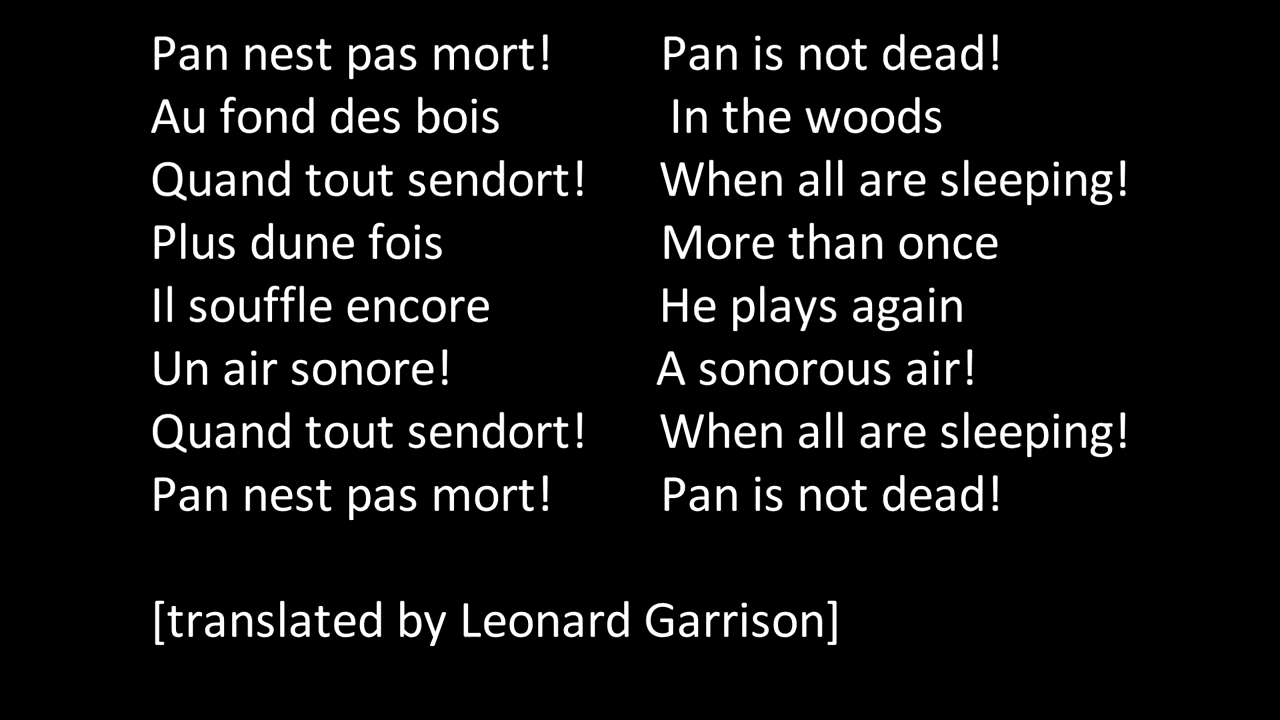 Pan nest pas mort! Pan is not dead!
Au fond des bois In the woods
Quand tout sendort! When all are sleeping!
Plus dune fois More than once
Il souffle encore He plays again
Un air sonore! A sonorous air!
Quand tout sendort! When all are sleeping!
Pan nest pas mort! Pan is not dead!
[translated by Leonard Garrison]